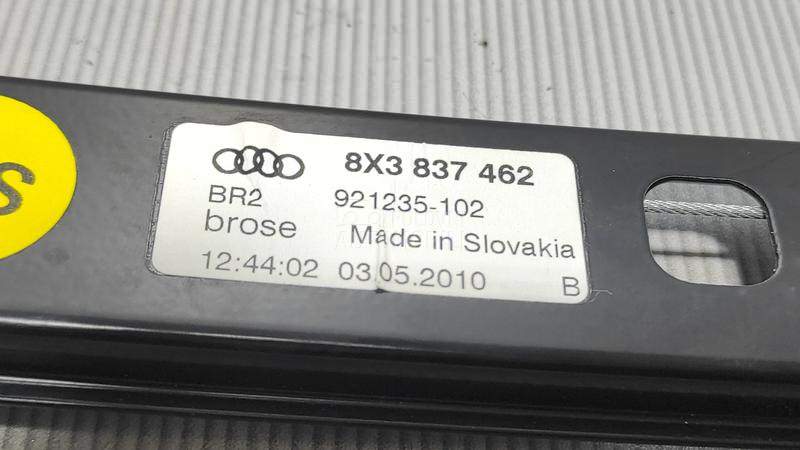 S
8X3 837 462
BR2 921235-102
brose Made in Slovakia
12:44:02 03.05.2010 B